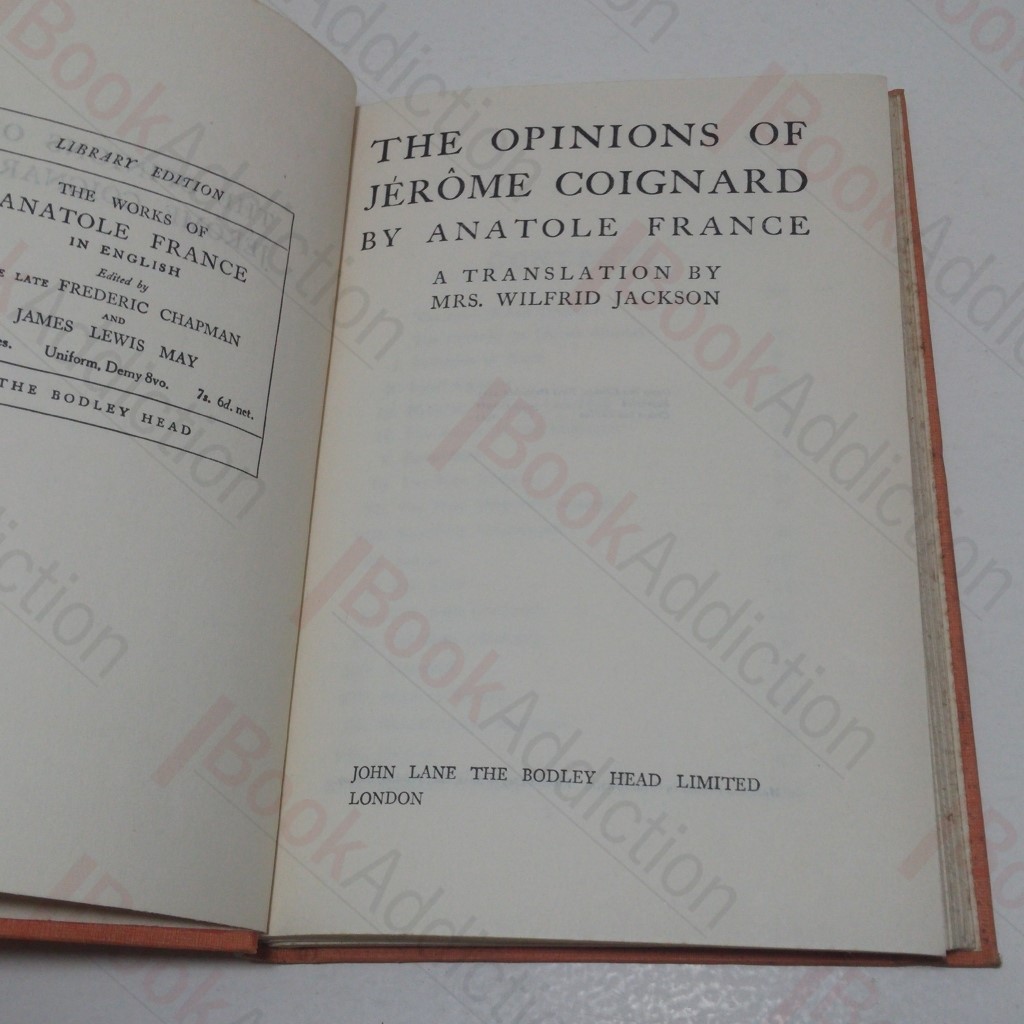 LIBRARY EDITION
THE WORKS OF
ANATOLE FRANCE
IN ENGLISH
Edited by
LATE FREDERIC CHAPMAN
AND
JAMES LEWIS MAY
Uniform, Demy 8vo. 7s. 6d. net.
THE BODLEY HEAD
THE OPINIONS OF
JÉRÔME COIGNARD
BY ANATOLE FRANCE
A TRANSLATION BY
MRS. WILFRID JACKSON
JOHN LANE THE BODLEY HEAD LIMITED
LONDON
BookAddiction